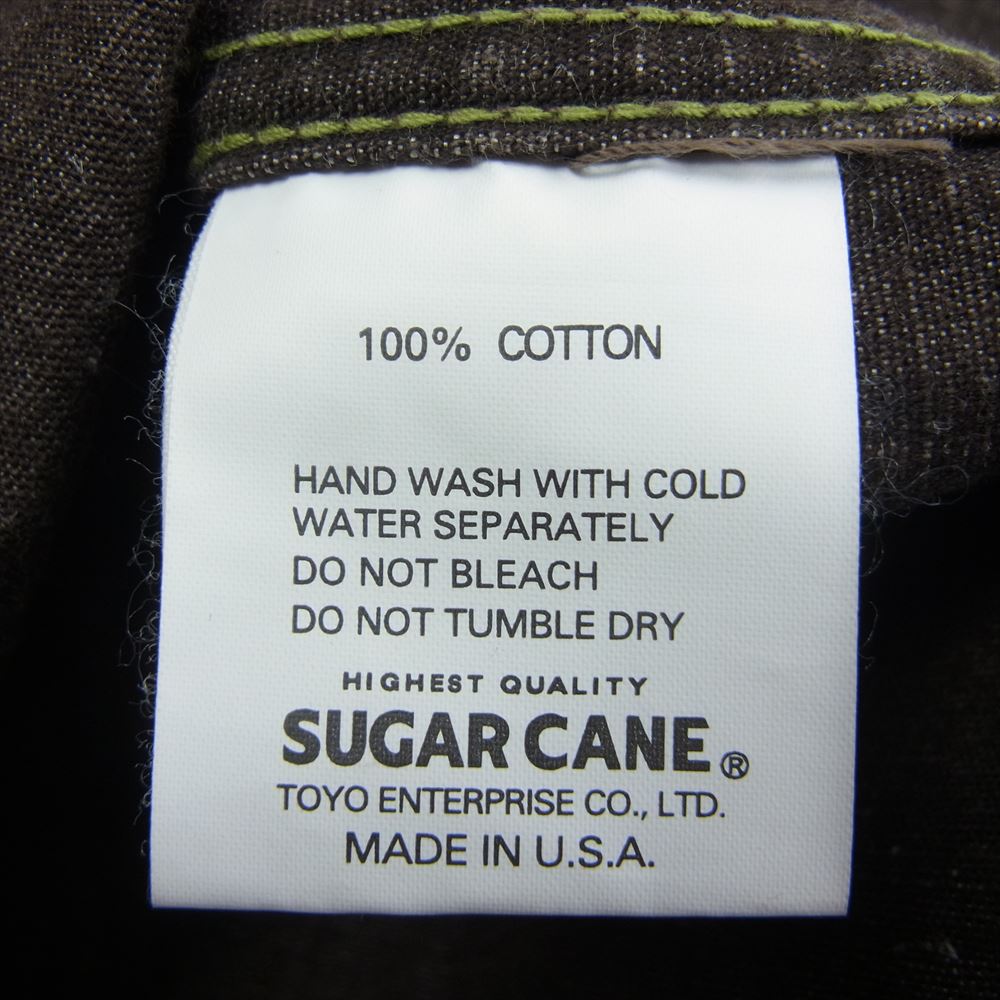 100% COTTON
HAND WASH WITH COLD
WATER SEPARATELY
DO NOT BLEACH
DO NOT TUMBLE DRY
HIGHEST QUALITY
SUGAR CANE®
TOYO ENTERPRISE CO., LTD.
MADE IN U.S.A.